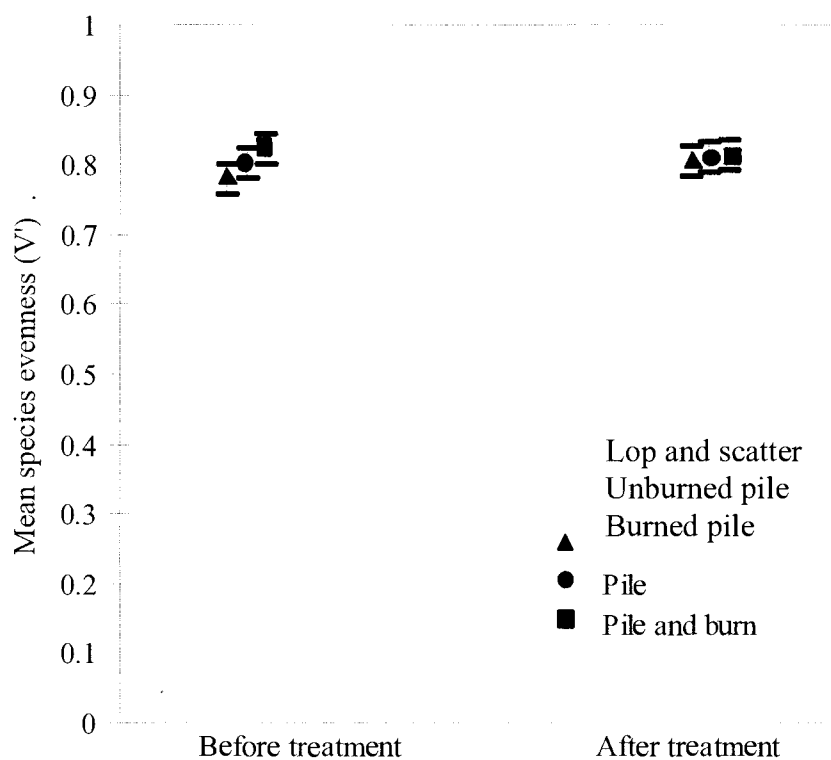 1
0.9
0.8
0.7
0.6
0.5
0.4
0.3
0.2
0.1
0
Mean species evenness (V')
Lop and scatter
Unburned pile
Burned pile
Pile
Pile and burn
Before treatment
After treatment